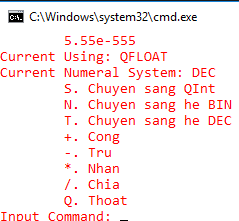 C:\Windows\system32\cmd.exe
5.55e-555
Current Using: QFLOAT
Current Numeral System: DEC
S. Chuyen sang QInt
N. Chuyen sang he BIN
T. Chuyen sang he DEC
+. Cong
-. Tru
*. Nhan
/. Chia
Q. Thoat
Input Command: _